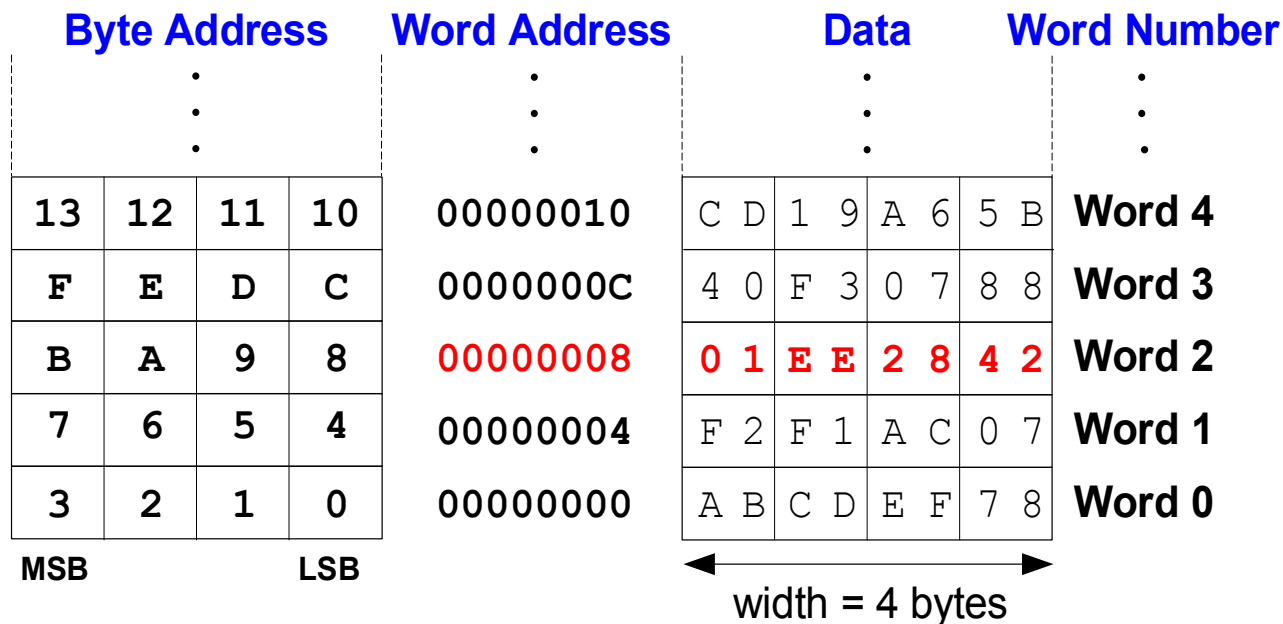 Byte Address Word Address Data Word Number
13 12 11 10 00000010 C D 1 9 A 6 5 B Word 4
F E D C 0000000C 4 0 F 3 0 7 8 8 Word 3
B A 9 8 00000008 0 1 E E 2 8 4 2 Word 2
7 6 5 4 00000004 F 2 F 1 A C 0 7 Word 1
3 2 1 0 00000000 A B C D E F 7 8 Word 0
MSB LSB
width = 4 bytes